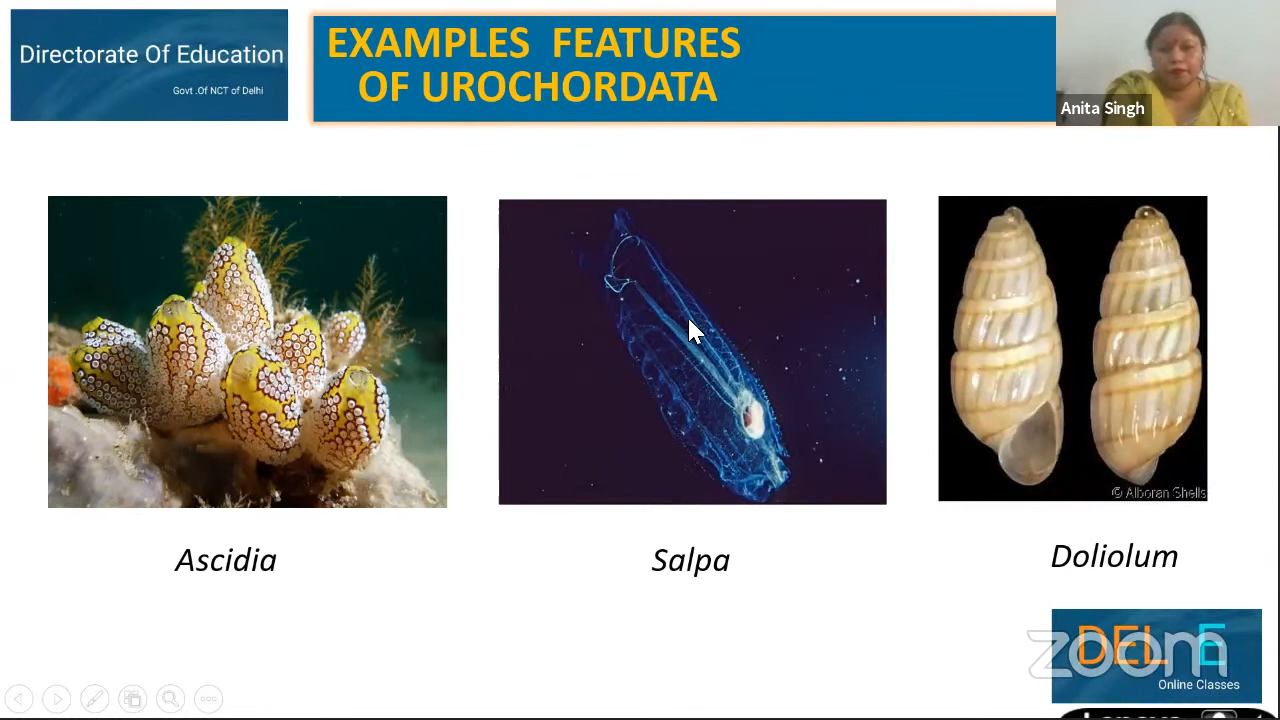 Directorate Of Education
Govt .Of NCT of Delhi
EXAMPLES FEATURES
OF UROCHORDATA
Anita Singh
© Alboran Shells
Ascidia
Salpa
Doliolum
DEL E
zoom
Online Classes